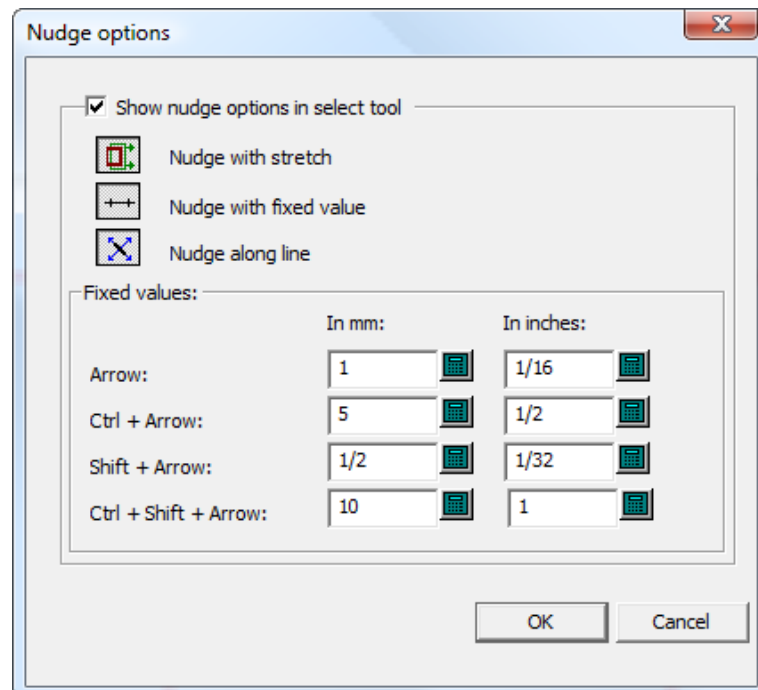 Nudge options
Show nudge options in select tool
Nudge with stretch
Nudge with fixed value
Nudge along line
Fixed values:
In mm: In inches:
Arrow: 1 1/16
Ctrl + Arrow: 5 1/2
Shift + Arrow: 1/2 1/32
Ctrl + Shift + Arrow: 10 1
OK Cancel